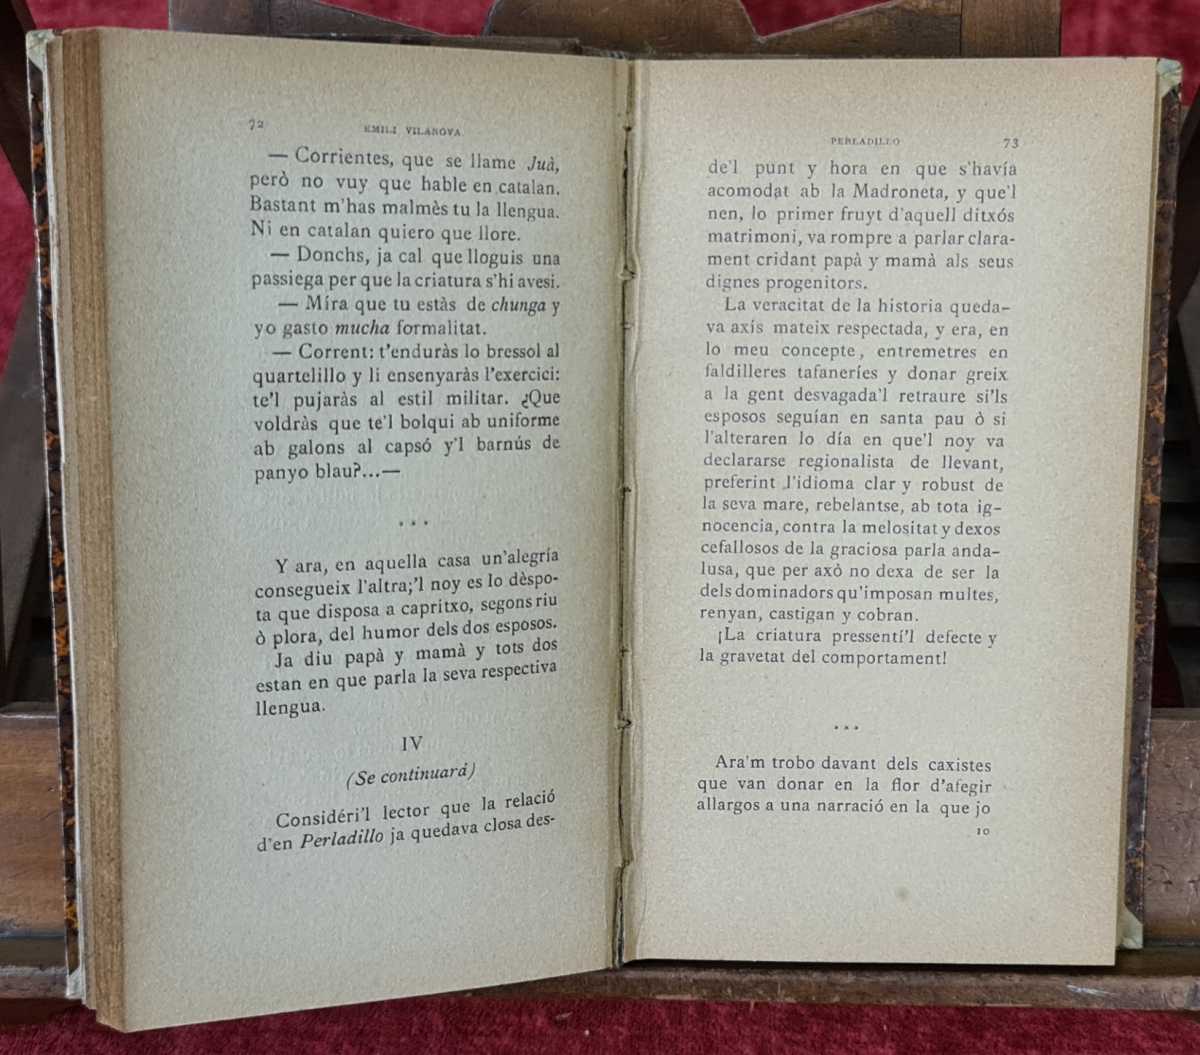 72
EMILI VILANOVA
— Corrientes, que se llame Juà,
però no vuy que hable en catalan.
Bastant m'has malmès tu la llengua.
Ni en catalan quiero que llore.
— Donchs, ja cal que lloguis una
passiega per que la criatura s'hi avesi.
— Míra que tu estàs de chunga y
yo gasto mucha formalitat.
— Corrent: t'enduràs lo bressol al
quartelillo y li ensenyaràs l'exercici:
te'l pujaràs al estil militar. ¿Que
voldràs que te'l bolqui ab uniforme
ab galons al capsó y'l barnús de
panyo blau?...—
...
Y ara, en aquella casa un'alegría
consegueix l'altra;'l noy es lo dèspo-
ta que disposa a capritxo, segons riu
ò plora, del humor dels dos esposos.
Ja diu papà y mamà y tots dos
estan en que parla la seva respectiva
llengua.
IV
(Se continuará)
Considéri'l lector que la relació
d'en Perladillo ja quedava closa des-
PERLADILLO
73
de'l punt y hora en que s'havía
acomodat ab la Madroneta, y que'l
nen, lo primer fruyt d'aquell ditxós
matrimoni, va rompre a parlar clara-
ment cridant papà y mamà als seus
dignes progenitors.
La veracitat de la historia queda-
va axís mateix respectada, y era, en
lo meu concepte, entremetres en
faldilleres tafaneríes y donar greix
a la gent desvagada'l retraure si'ls
esposos seguían en santa pau ò si
l'alteraren lo día en que'l noy va
declararse regionalista de llevant,
preferint l'idioma clar y robust de
la seva mare, rebelantse, ab tota ig-
nocencia, contra la melositat y dexos
cefallosos de la graciosa parla anda-
lusa, que per axò no dexa de ser la
dels dominadors qu'imposan multes,
renyan, castigan y cobran.
¡La criatura pressentí'l defecte y
la gravetat del comportament!
...
Ara'm trobo davant dels caxistes
que van donar en la flor d'afegir
allargos a una narració en la que jo
10